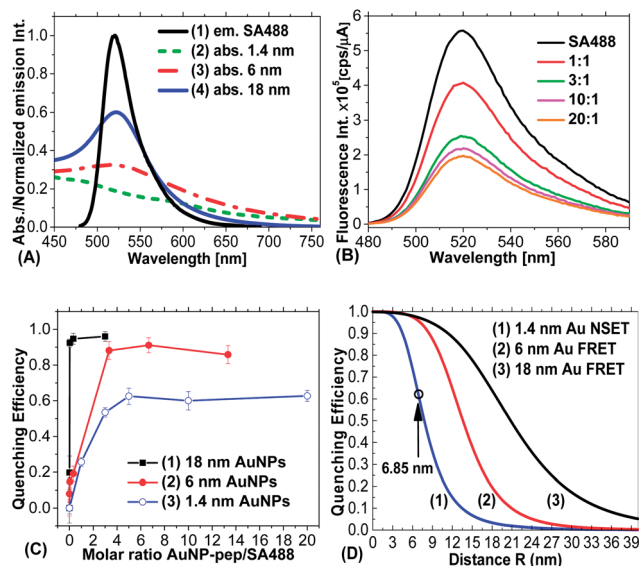 Abs./Normalized emission Int.
1.0
0.8
0.6
0.4
0.2
0.0
(1) em. SA488
(2) abs. 1.4 nm
(3) abs. 6 nm
(4) abs. 18 nm
450 500 550 600 650 700 750
(A) Wavelength [nm]
Fluorescence Int. x10⁵[cps/µA]
6
5
4
3
2
1
0
SA488
1:1
3:1
10:1
20:1
480 500 520 540 560 580
(B) Wavelength [nm]
Quenching Efficiency
1.0
0.8
0.6
0.4
0.2
0.0
(1) 18 nm AuNPs
(2) 6 nm AuNPs
(3) 1.4 nm AuNPs
0 4 8 12 16 20
(C) Molar ratio AuNP-pep/SA488
Quenching Efficiency
1.0
0.9
0.8
0.7
0.6
0.5
0.4
0.3
0.2
0.1
0.0
(1) 1.4 nm Au NSET
(2) 6 nm Au FRET
(3) 18 nm Au FRET
6.85 nm
(1) (2) (3)
0 3 6 9 12 15 18 21 24 27 30 33 36 39
(D) Distance R (nm)